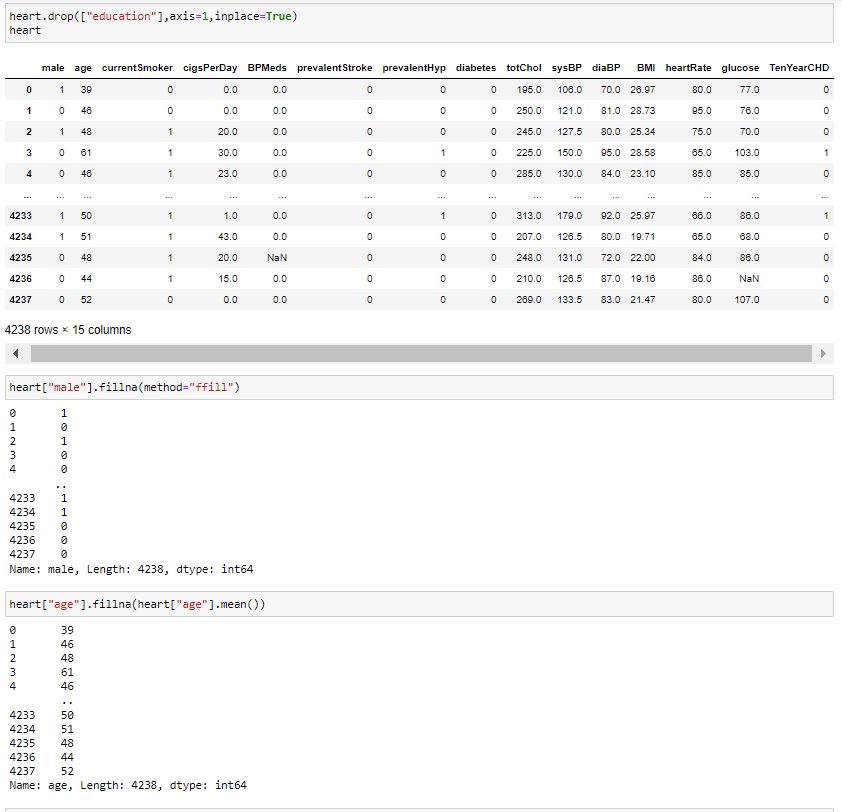 heart.drop(["education"],axis=1,inplace=True)
heart
male age currentSmoker cigsPerDay BPMeds prevalentStroke prevalentHyp diabetes totChol sysBP diaBP BMI heartRate glucose TenYearCHD
0 1 39 0 0.0 0.0 0 0 0 195.0 106.0 70.0 26.97 80.0 77.0 0
1 0 46 0 0.0 0.0 0 0 0 250.0 121.0 81.0 28.73 95.0 76.0 0
2 1 48 1 20.0 0.0 0 0 0 245.0 127.5 80.0 25.34 75.0 70.0 0
3 0 61 1 30.0 0.0 0 1 0 225.0 150.0 95.0 28.58 65.0 103.0 1
4 0 46 1 23.0 0.0 0 0 0 285.0 130.0 84.0 23.10 85.0 85.0 0
... ... ... ... ... ... ... ... ... ... ... ... ... ... ... ...
4233 1 50 1 1.0 0.0 0 1 0 313.0 179.0 92.0 25.97 66.0 86.0 1
4234 1 51 1 43.0 0.0 0 0 0 207.0 126.5 80.0 19.71 65.0 68.0 0
4235 0 48 1 20.0 NaN 0 0 0 248.0 131.0 72.0 22.00 84.0 86.0 0
4236 0 44 1 15.0 0.0 0 0 0 210.0 126.5 87.0 19.16 86.0 NaN 0
4237 0 52 0 0.0 0.0 0 0 0 269.0 133.5 83.0 21.47 80.0 107.0 0
4238 rows × 15 columns
heart["male"].fillna(method="ffill")
0 1
1 0
2 1
3 0
4 0
..
4233 1
4234 1
4235 0
4236 0
4237 0
Name: male, Length: 4238, dtype: int64
heart["age"].fillna(heart["age"].mean())
0 39
1 46
2 48
3 61
4 46
..
4233 50
4234 51
4235 48
4236 44
4237 52
Name: age, Length: 4238, dtype: int64